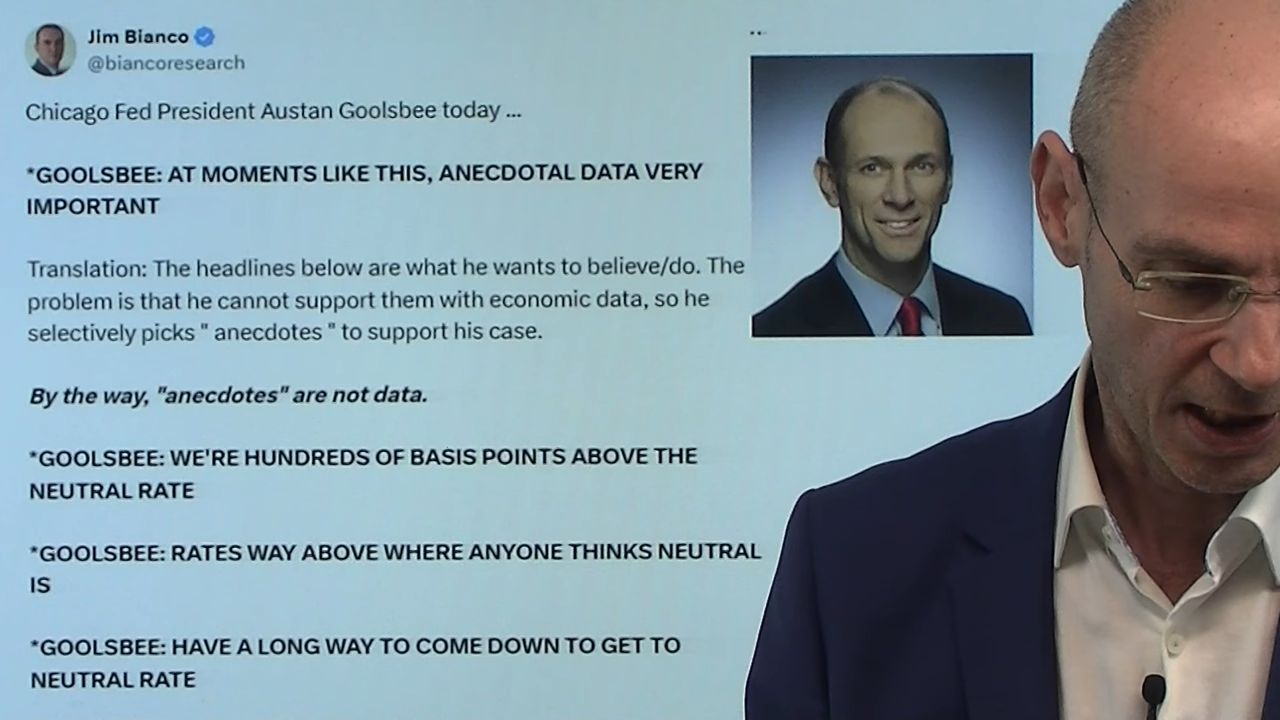 Jim Bianco
@biancoresearch
Chicago Fed President Austan Goolsbee today ...
*GOOLSBEE: AT MOMENTS LIKE THIS, ANECDOTAL DATA VERY
IMPORTANT
Translation: The headlines below are what he wants to believe/do. The
problem is that he cannot support them with economic data, so he
selectively picks " anecdotes " to support his case.
By the way, "anecdotes" are not data.
*GOOLSBEE: WE'RE HUNDREDS OF BASIS POINTS ABOVE THE
NEUTRAL RATE
*GOOLSBEE: RATES WAY ABOVE WHERE ANYONE THINKS NEUTRAL
IS
*GOOLSBEE: HAVE A LONG WAY TO COME DOWN TO GET TO
NEUTRAL RATE